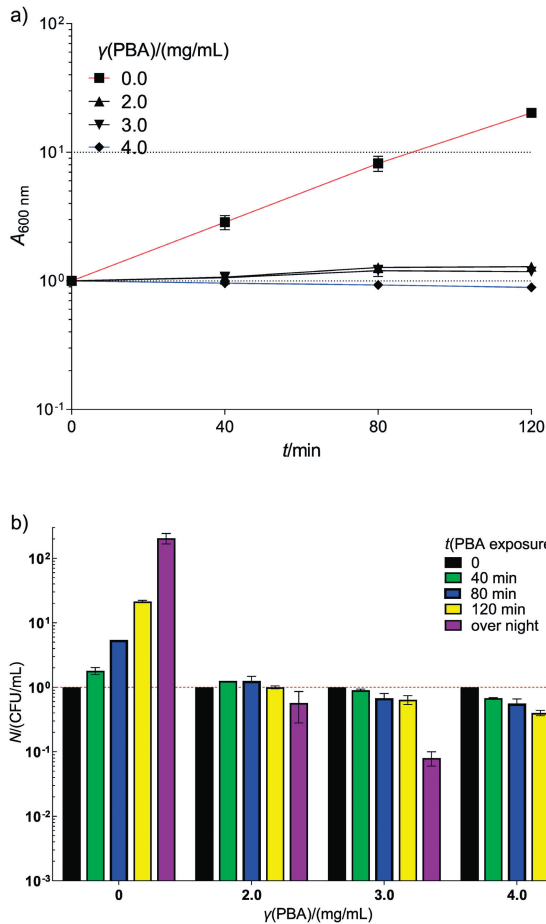 a)
γ(PBA)/(mg/mL)
0.0
2.0
3.0
4.0
10²
10¹
10⁰
10⁻¹
A600 nm
0 40 80 120
t/min
b)
t(PBA exposure
0
40 min
80 min
120 min
over night
10²
10¹
10⁰
10⁻¹
10⁻²
10⁻³
N/(CFU/mL)
0 2.0 3.0 4.0
γ(PBA)/(mg/mL)